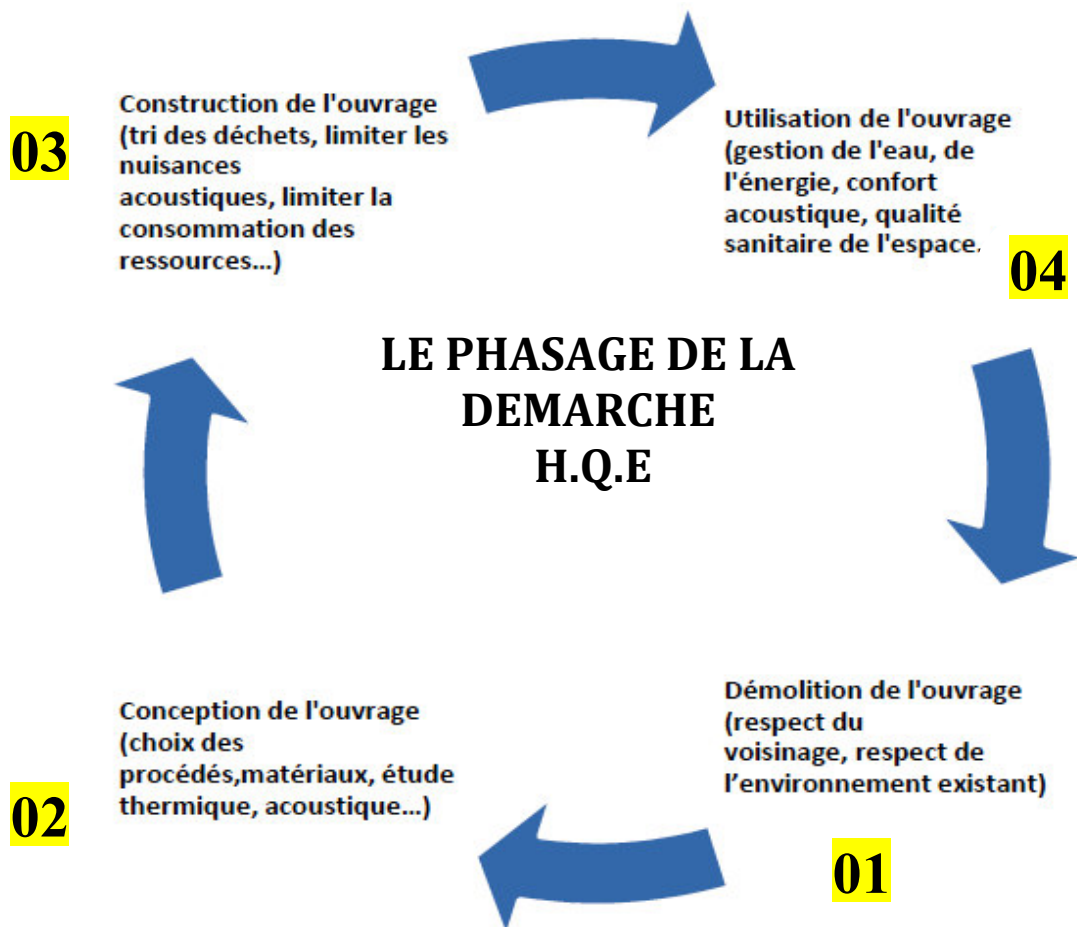 03
Construction de l'ouvrage
(tri des déchets, limiter les
nuisances
acoustiques, limiter la
consommation des
ressources...)
Utilisation de l'ouvrage
(gestion de l'eau, de
l'énergie, confort
acoustique, qualité
sanitaire de l'espace.
04
LE PHASAGE DE LA
DEMARCHE
H.Q.E
02
Conception de l'ouvrage
(choix des
procédés,matériaux, étude
thermique, acoustique...)
Démolition de l'ouvrage
(respect du
voisinage, respect de
l’environnement existant)
01